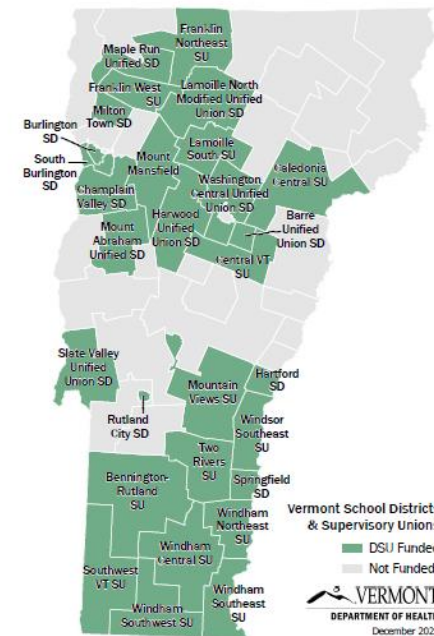 Franklin
Northeast
SU
Maple Run
Unified SD
Franklin West
SU
Lamoille North
Modified Unified
Union SD
Milton
Town SD
Burlington
SD
South
Burlington
SD
Mount
Mansfield
Lamoille
South SU
Washington
Central Unified
Union SD
Caledonia
Central SU
Champlain
Valley SD
Harwood
Unified
Union SD
Barre
Unified
Union SD
Mount
Abraham
Unified SD
Central VT
SU
Slate Valley
Unified
Union SD
Rutland
City SD
Mountain
Views SU
Hartford
SD
Windsor
Southeast
SU
Two
Rivers
SU
Springfield
SD
Bennington-
Rutland
SU
Windham
Northeast
SU
Windham
Central SU
Southwest
VT SU
Windham
Southwest SU
Windham
Southeast
SU
Vermont School District
& Supervisory Union
DSU Funded
Not Funded
VERMONT
DEPARTMENT OF HEALT
December 202